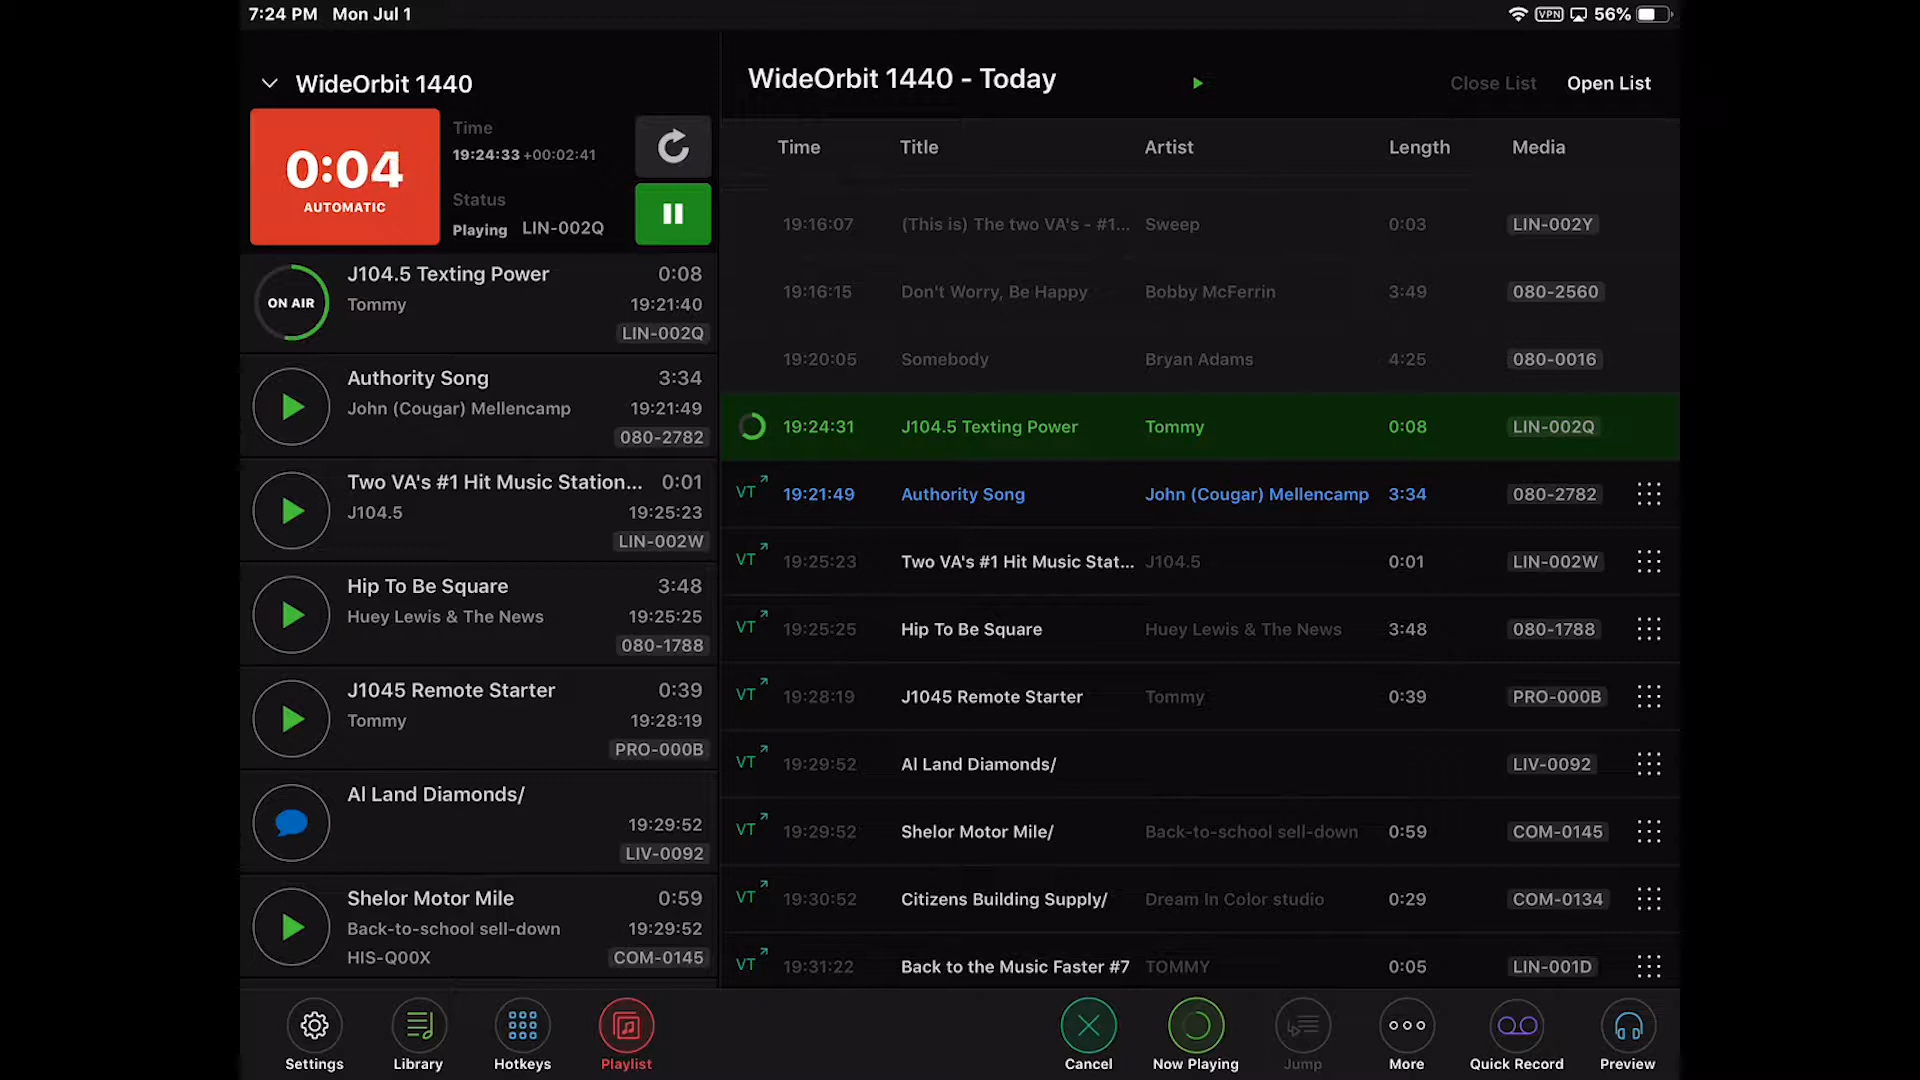 7:24 PM Mon Jul 1
VPN 56%
WideOrbit 1440
0:04
AUTOMATIC
Time
19:24:33 +00:02:41
Status
Playing LIN-002Q
ON AIR
J104.5 Texting Power 0:08
Tommy 19:21:40
LIN-002Q
Authority Song 3:34
John (Cougar) Mellencamp 19:21:49
080-2782
Two VA's #1 Hit Music Station... 0:01
J104.5 19:25:23
LIN-002W
Hip To Be Square 3:48
Huey Lewis & The News 19:25:25
080-1788
J1045 Remote Starter 0:39
Tommy 19:28:19
PRO-000B
Al Land Diamonds/
19:29:52
LIV-0092
Shelor Motor Mile 0:59
Back-to-school sell-down 19:29:52
HIS-Q00X COM-0145
WideOrbit 1440 - Today Close List Open List
Time Title Artist Length Media
19:16:07 (This is) The two VA's - #1... Sweep 0:03 LIN-002Y
19:16:15 Don't Worry, Be Happy Bobby McFerrin 3:49 080-2560
19:20:05 Somebody Bryan Adams 4:25 080-0016
19:24:31 J104.5 Texting Power Tommy 0:08 LIN-002Q
VT 19:21:49 Authority Song John (Cougar) Mellencamp 3:34 080-2782
VT 19:25:23 Two VA's #1 Hit Music Stat... J104.5 0:01 LIN-002W
VT 19:25:25 Hip To Be Square Huey Lewis & The News 3:48 080-1788
VT 19:28:19 J1045 Remote Starter Tommy 0:39 PRO-000B
VT 19:29:52 Al Land Diamonds/ LIV-0092
VT 19:29:52 Shelor Motor Mile/ Back-to-school sell-down 0:59 COM-0145
VT 19:30:52 Citizens Building Supply/ Dream In Color studio 0:29 COM-0134
VT 19:31:22 Back to the Music Faster #7 TOMMY 0:05 LIN-001D
Settings Library Hotkeys Playlist Cancel Now Playing Jump More Quick Record Preview